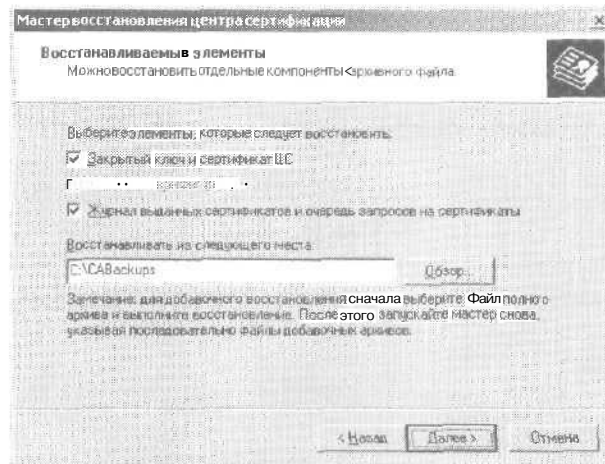 Мастер восстановления центра сертификации
Восстанавливаемыв элементы
Можно восстановить отдельные компоненты <архивного файла.
Выберите элементы, которые следует восстановить.
Закрытый ключ и сертификат ЦС
Журнал выданных сертификатов и очередь запросов на сертификаты
Восстанавливать из следующего места:
C:\CABackups
Обзор...
Замечание: для добавочного восстановления сначала выберите Файл полного
архива и выполните восстановление. После этого запускайте мастер снова,
указывая последовательно файлы добавочных архивов.
< Назад
Далее >
Отмена